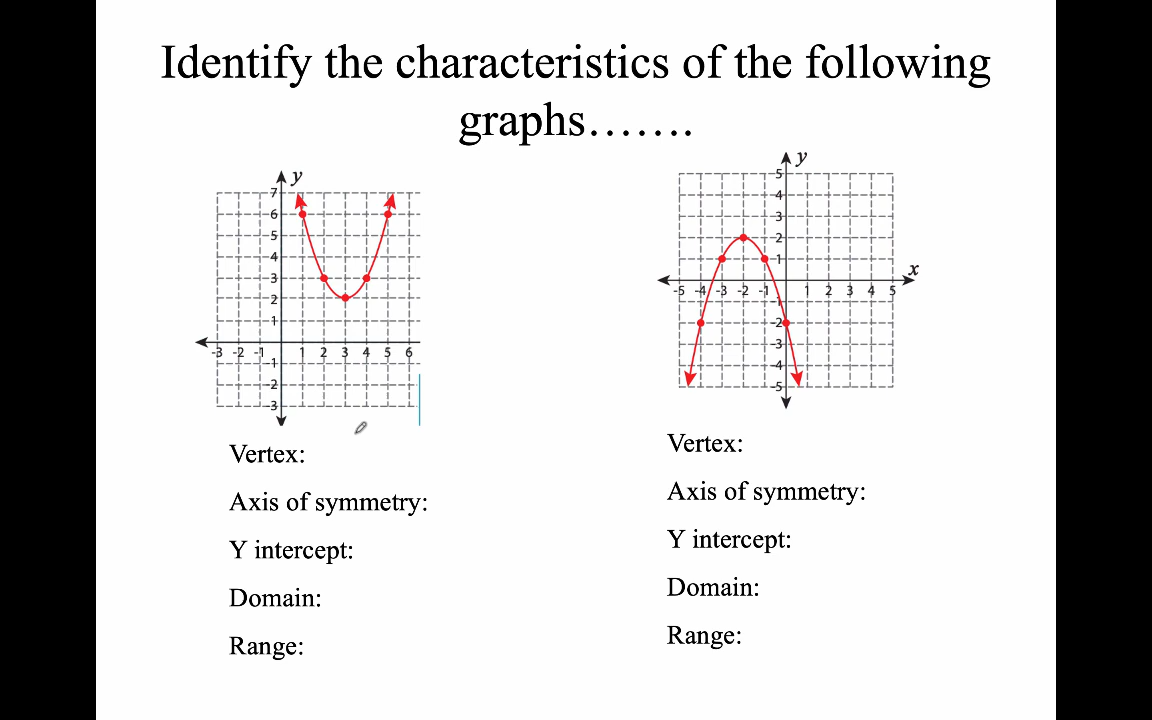 Identify the characteristics of the following
graphs…….
y
7
6
5
4
3
2
1
-3 -2 -1 1 2 3 4 5 6
-1
-2
-3
Vertex:
Axis of symmetry:
Y intercept:
Domain:
Range:
y
5
4
3
2
1
x
-5 -4 -3 -2 -1 1 2 3 4 5
-1
-2
-3
-4
-5
Vertex:
Axis of symmetry:
Y intercept:
Domain:
Range: